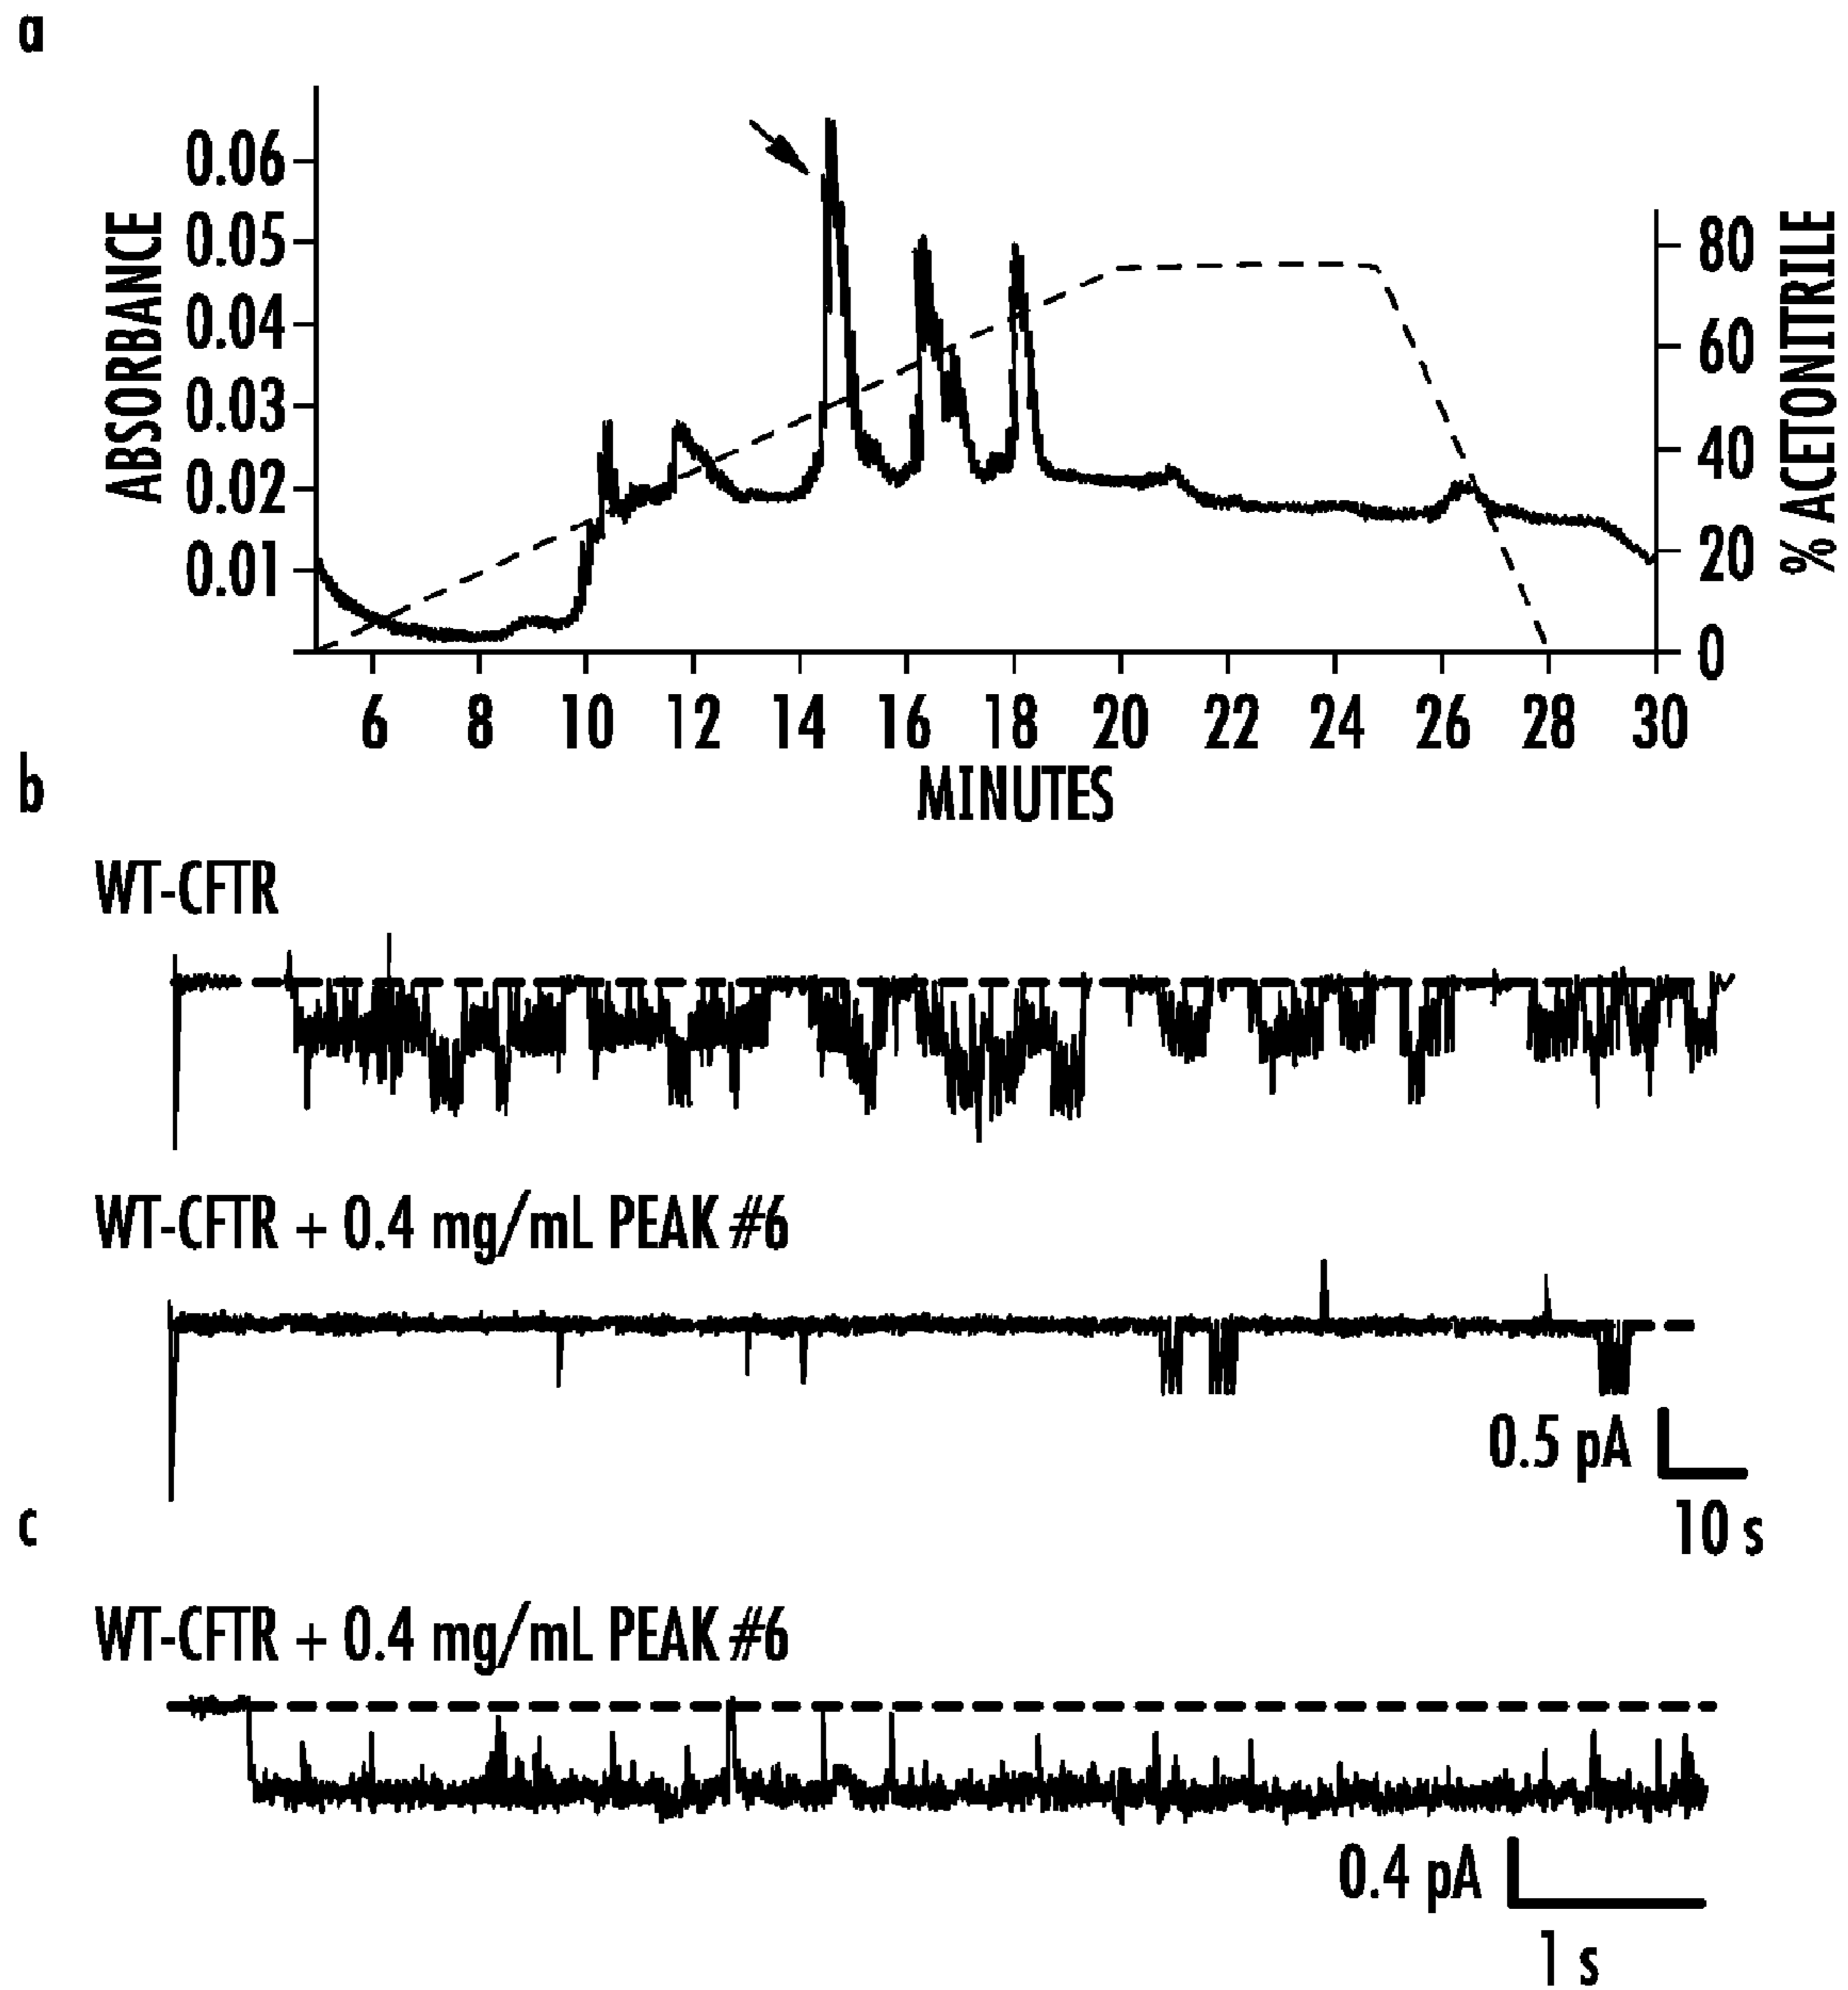 a
ABSORBANCE
0.06
0.05
0.04
0.03
0.02
0.01
80
60
40
20
0
% ACETONITRILE
6 8 10 12 14 16 18 20 22 24 26 28 30
MINUTES
b
WT-CFTR
WT-CFTR + 0.4 mg/mL PEAK #6
0.5 pA
10 s
c
WT-CFTR + 0.4 mg/mL PEAK #6
0.4 pA
1 s